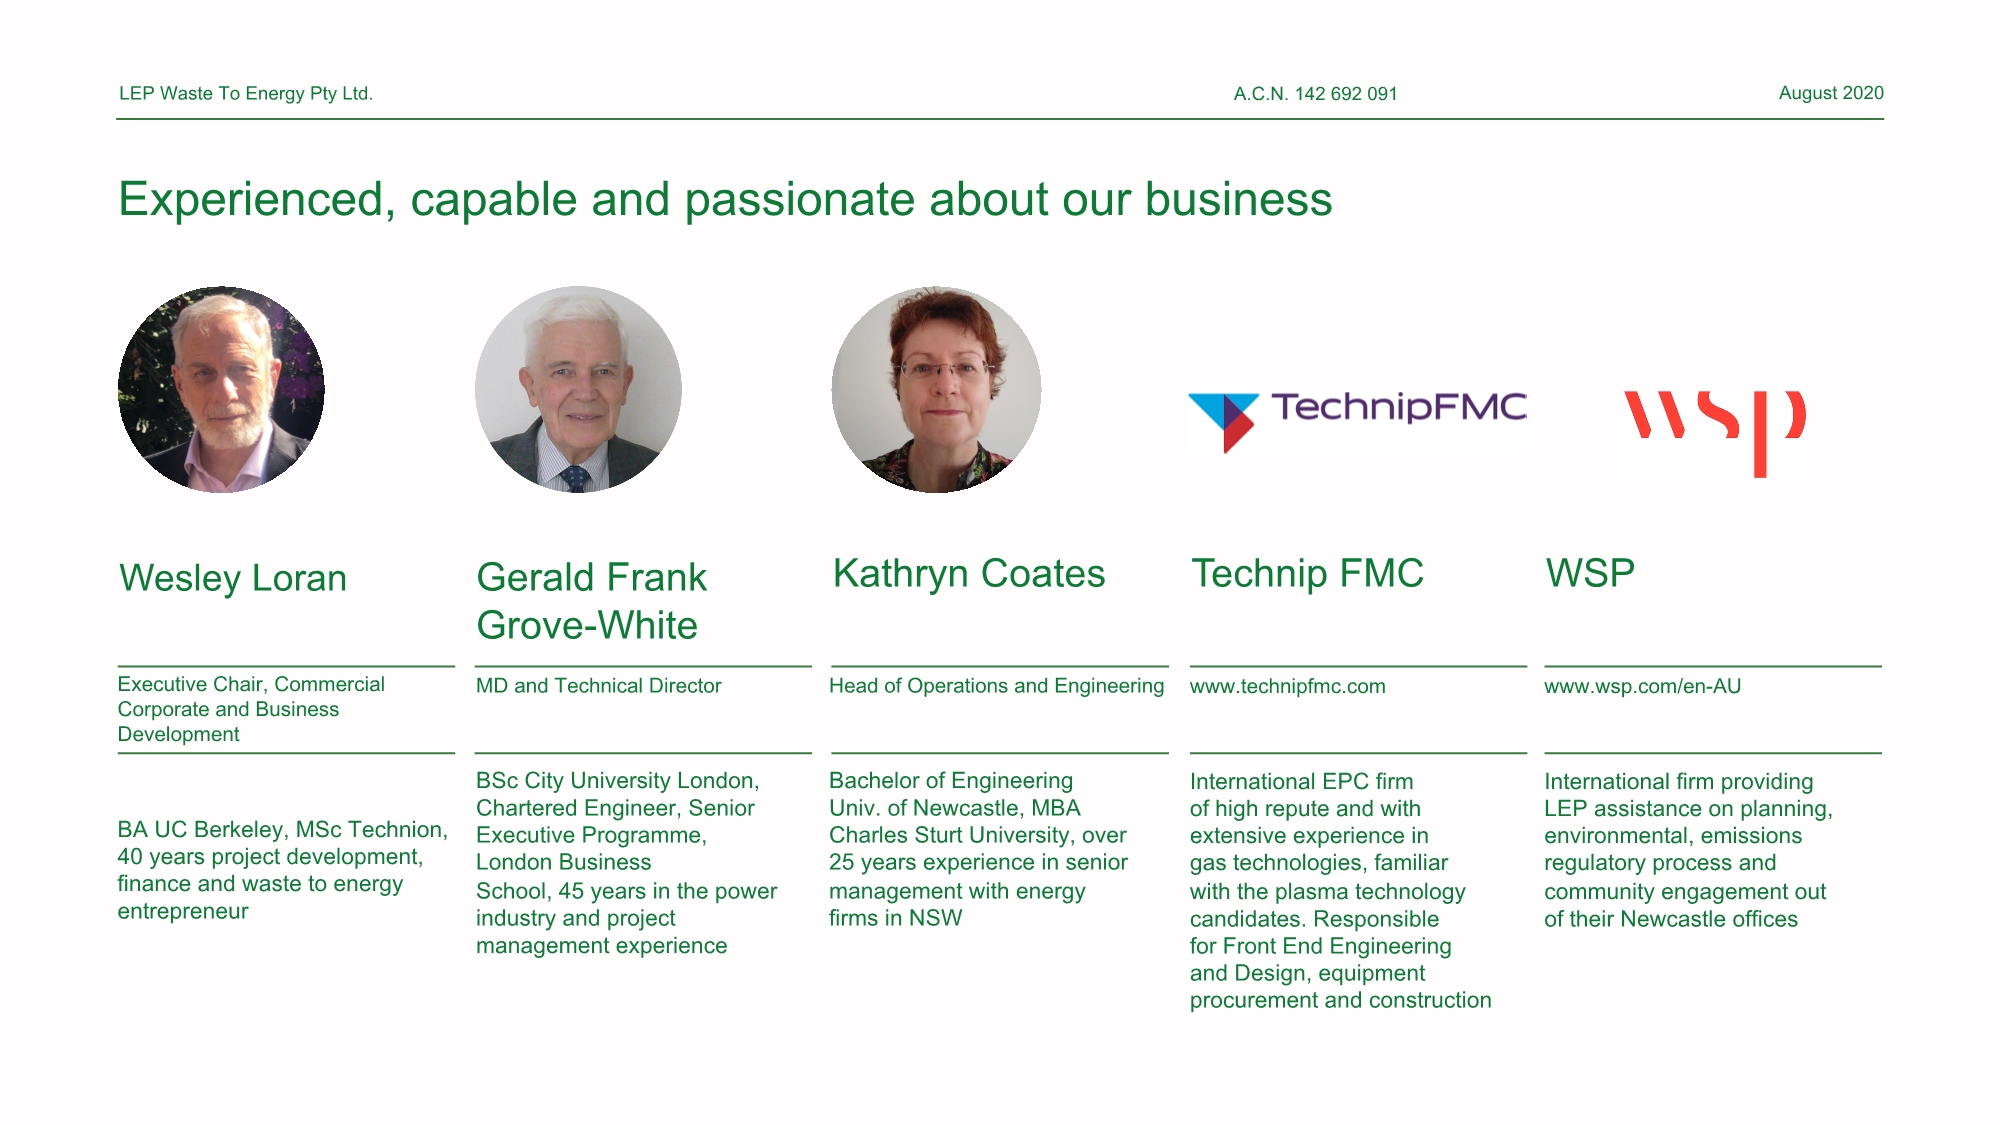 LEP Waste To Energy Pty Ltd.
A.C.N. 142 692 091
August 2020
Experienced, capable and passionate about our business
TechnipFMC
wsp
Wesley Loran
Gerald Frank
Grove-White
Kathryn Coates
Technip FMC
WSP
Executive Chair, Commercial
Corporate and Business
Development
MD and Technical Director
Head of Operations and Engineering
www.technipfmc.com
www.wsp.com/en-AU
BA UC Berkeley, MSc Technion,
40 years project development,
finance and waste to energy
entrepreneur
BSc City University London,
Chartered Engineer, Senior
Executive Programme,
London Business
School, 45 years in the power
industry and project
management experience
Bachelor of Engineering
Univ. of Newcastle, MBA
Charles Sturt University, over
25 years experience in senior
management with energy
firms in NSW
International EPC firm
of high repute and with
extensive experience in
gas technologies, familiar
with the plasma technology
candidates. Responsible
for Front End Engineering
and Design, equipment
procurement and construction
International firm providing
LEP assistance on planning,
environmental, emissions
regulatory process and
community engagement out
of their Newcastle offices